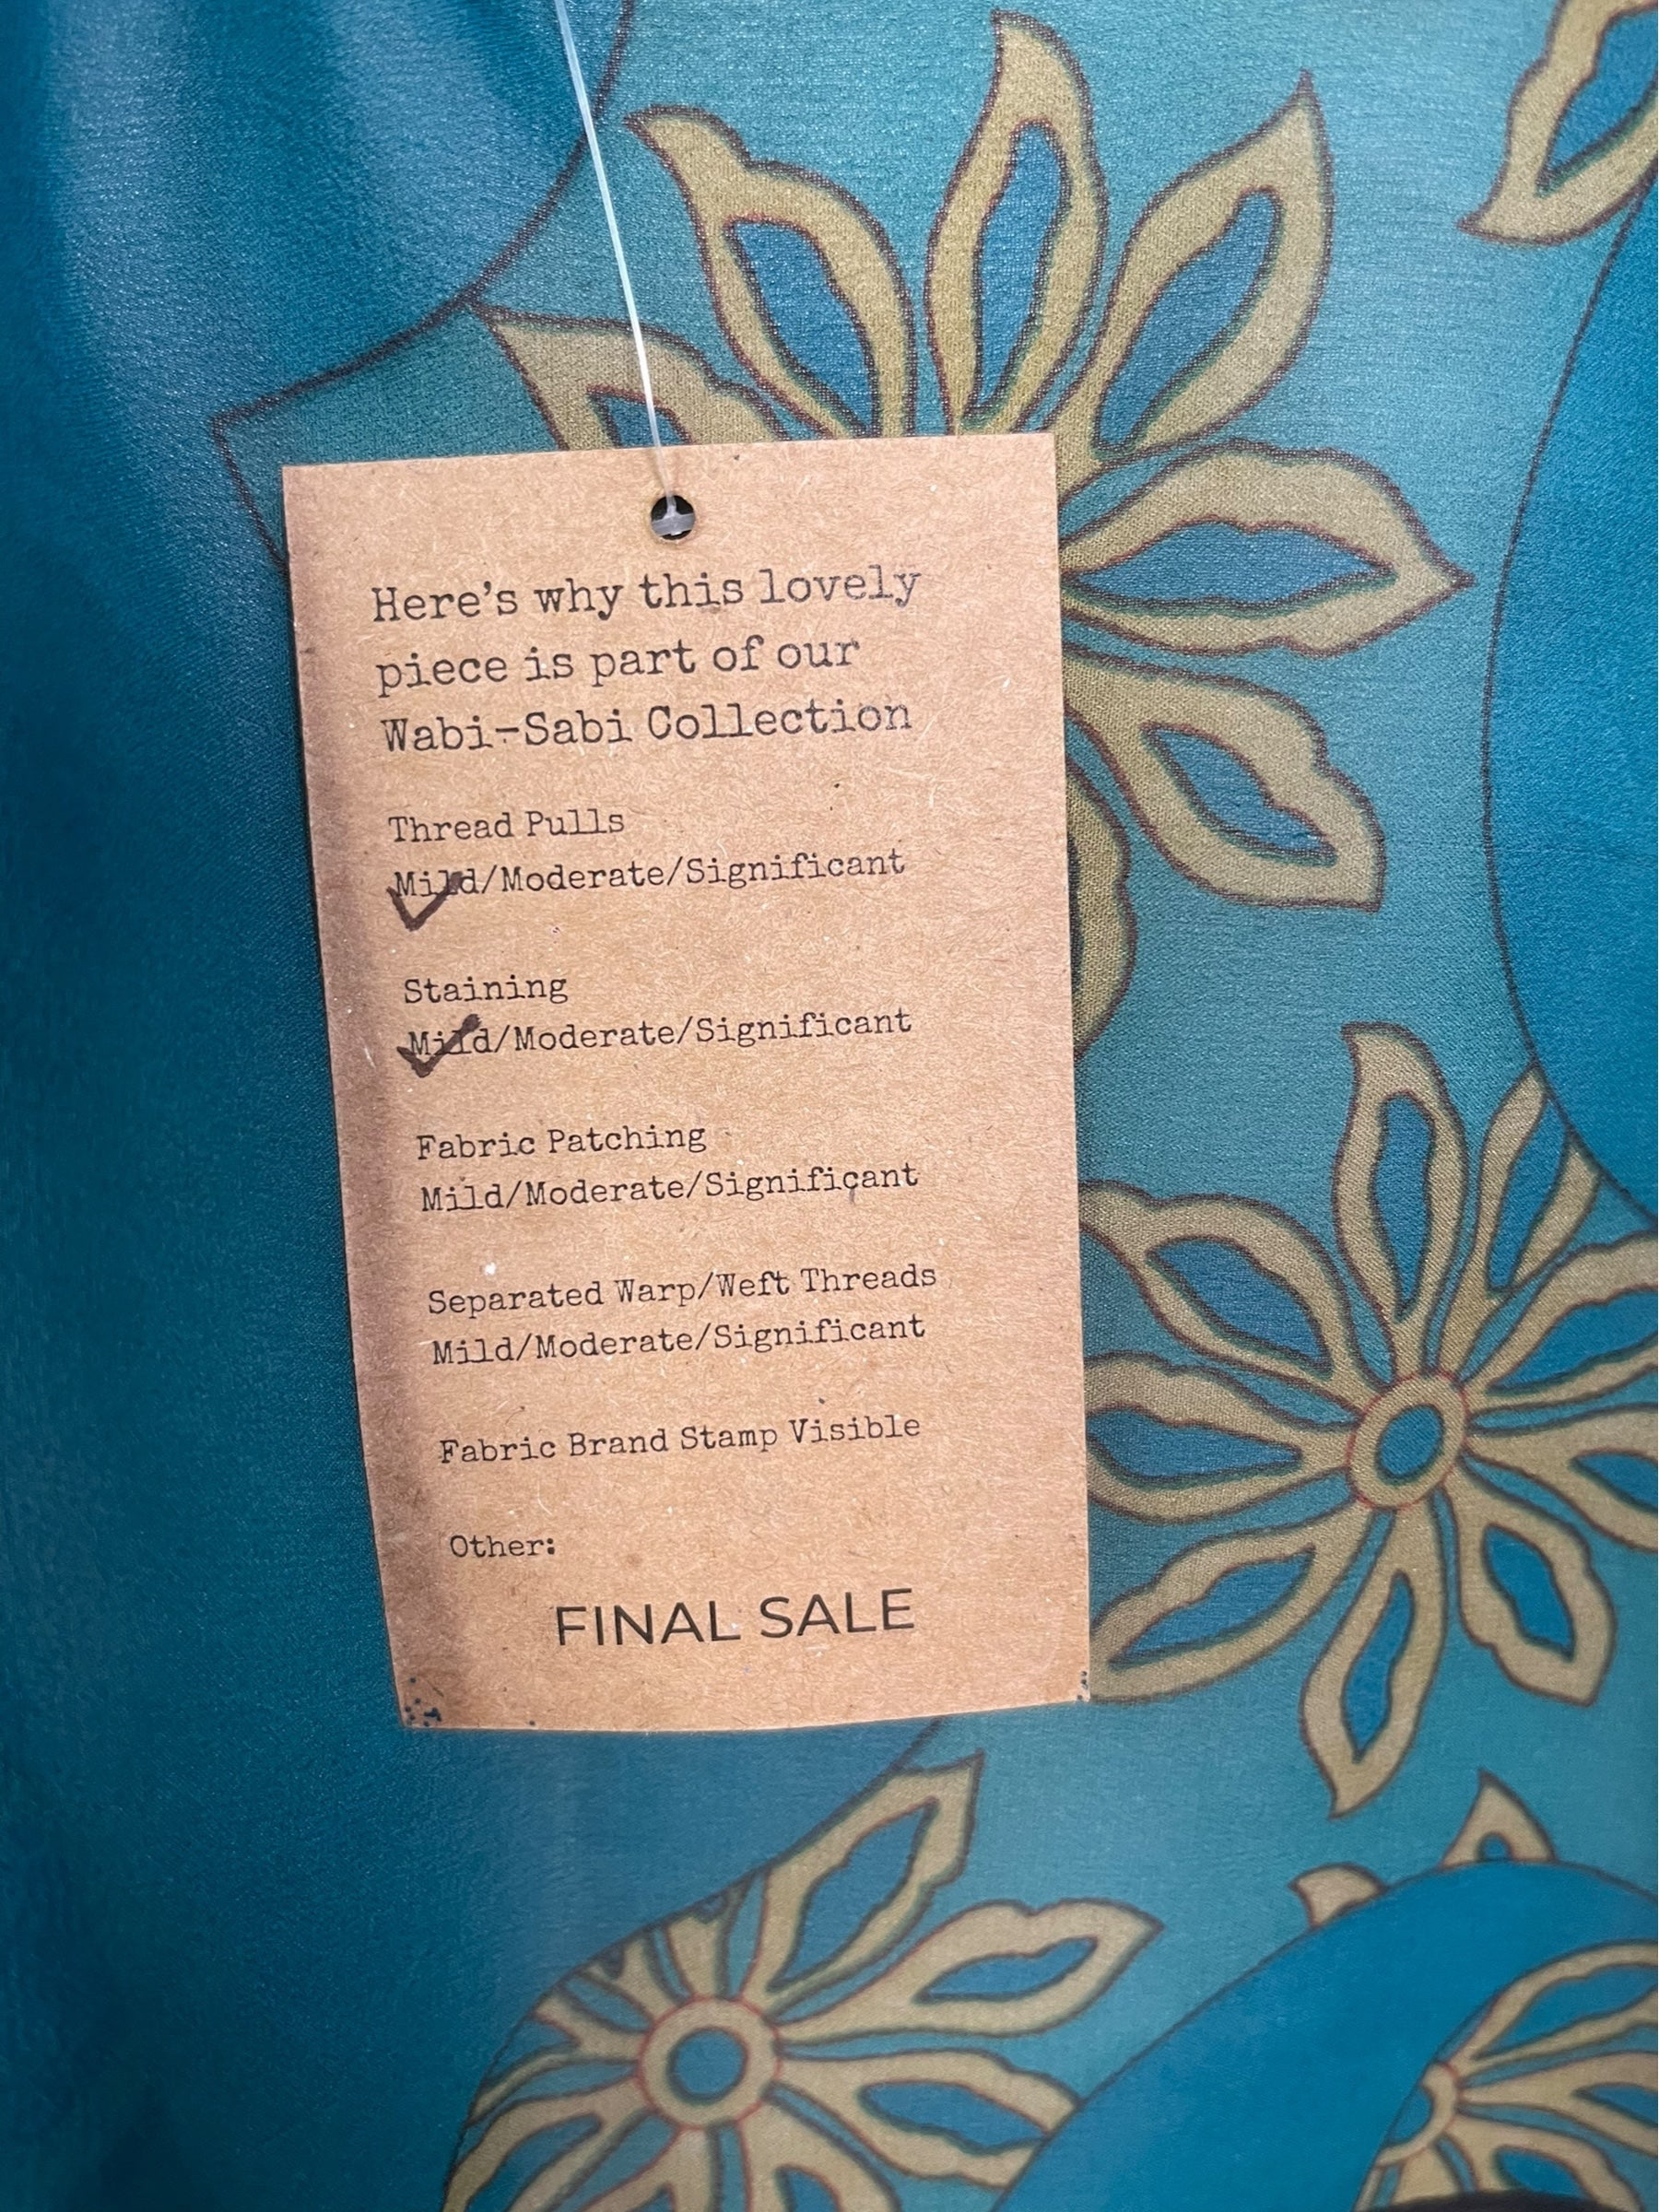 Here's why this lovely
piece is part of our
Wabi-Sabi Collection
Thread Pulls
Mild/Moderate/Significant
Staining
Mild/Moderate/Significant
Fabric Patching
Mild/Moderate/Significant
Separated Warp/Weft Threads
Mild/Moderate/Significant
Fabric Brand Stamp Visible
Other:
FINAL SALE